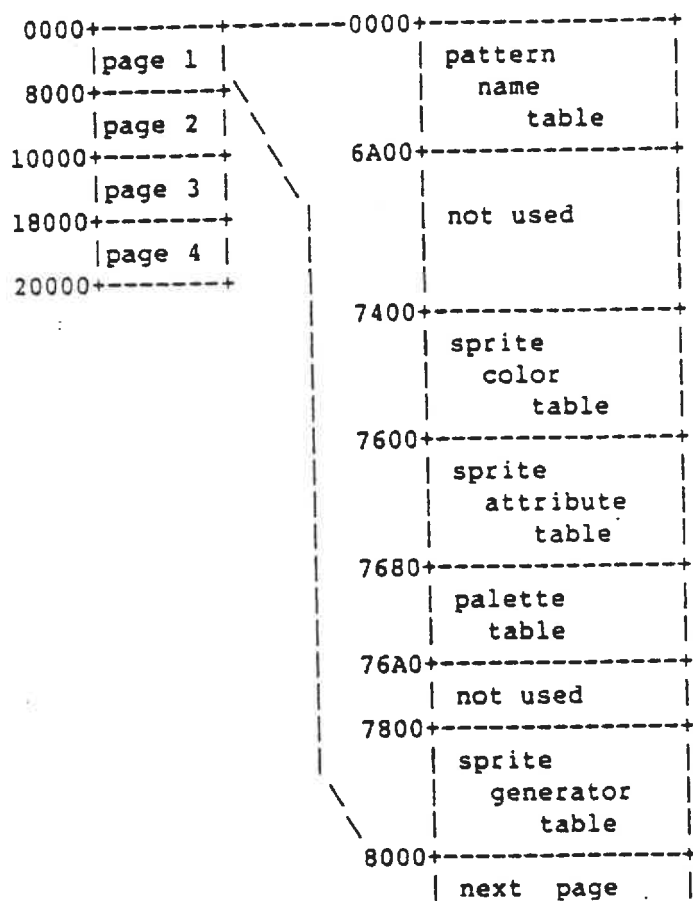 0000+-------+-------0000+---------------+
|page 1 | | pattern |
8000+-------+ | name |
|page 2 | | table |
10000+-------+ 6A00+---------------+
|page 3 |
18000+-------+ | not used |
|page 4 |
20000+-------+
7400+---------------+
| sprite |
| color |
| table |
7600+---------------+
| sprite |
| attribute |
| table |
7680+---------------+
| palette |
| table |
76A0+---------------+
| not used |
7800+---------------+
| sprite |
| generator |
| table |
8000+---------------+
| next page |